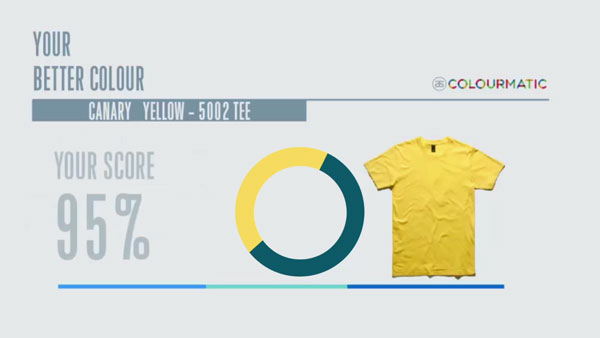 YOUR
BETTER COLOUR
COLOURMATIC
CANARY YELLOW - 5002 TEE
YOUR SCORE
95%